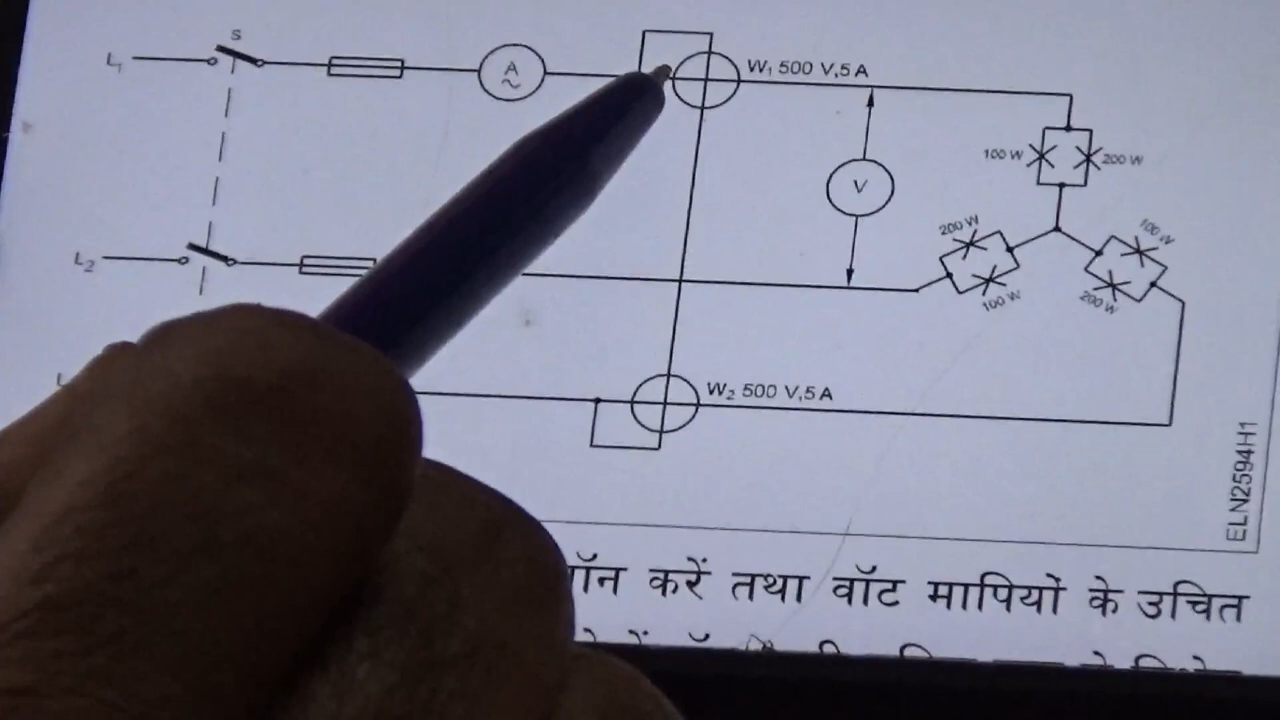 S
L₁
A
~
W₁ 500 V,5 A
100 W
200 W
V
L₂
200 W
100 W
100 W
200 W
W₂ 500 V,5 A
ELN2594H1
करें तथा वॉट मापियों के उचित